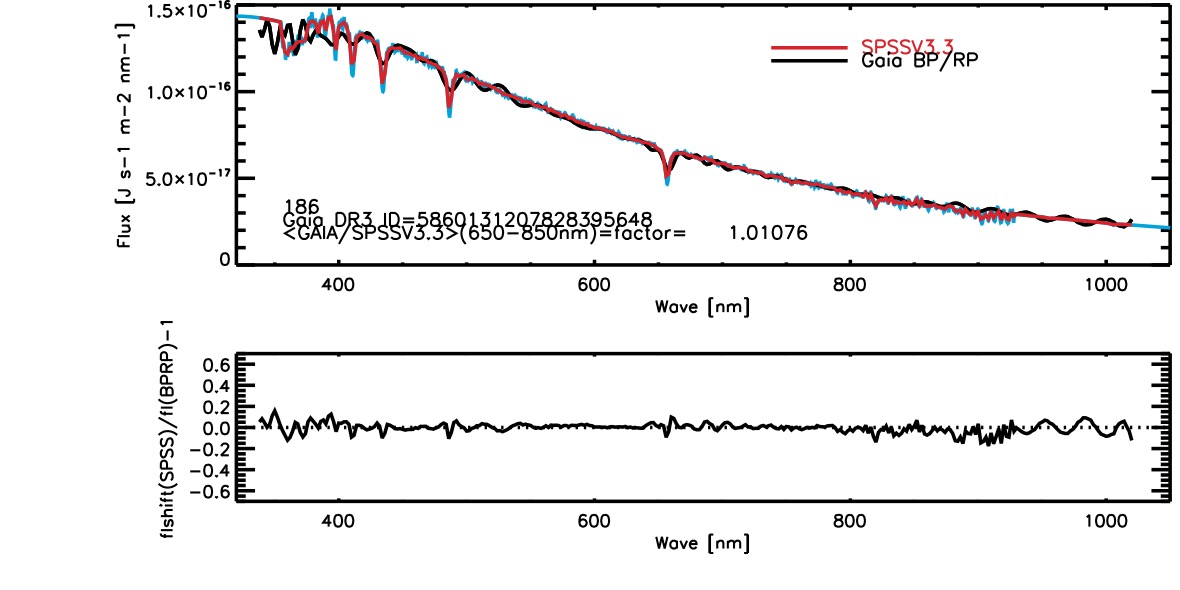 1.5×10−16
1.0×10−16
5.0×10−17
0
Flux [J s−1 m−2 nm−1]
SPSSV3.3
Gaia BP/RP
186
Gaia DR3 ID=5860131207828395648
<GAIA/SPSSV3.3>(650−850nm)=factor= 1.01076
400 600 800 1000
Wave [nm]
0.6
0.4
0.2
0.0
−0.2
−0.4
−0.6
flshift(SPSS)/fl(BPRP)−1
400 600 800 1000
Wave [nm]